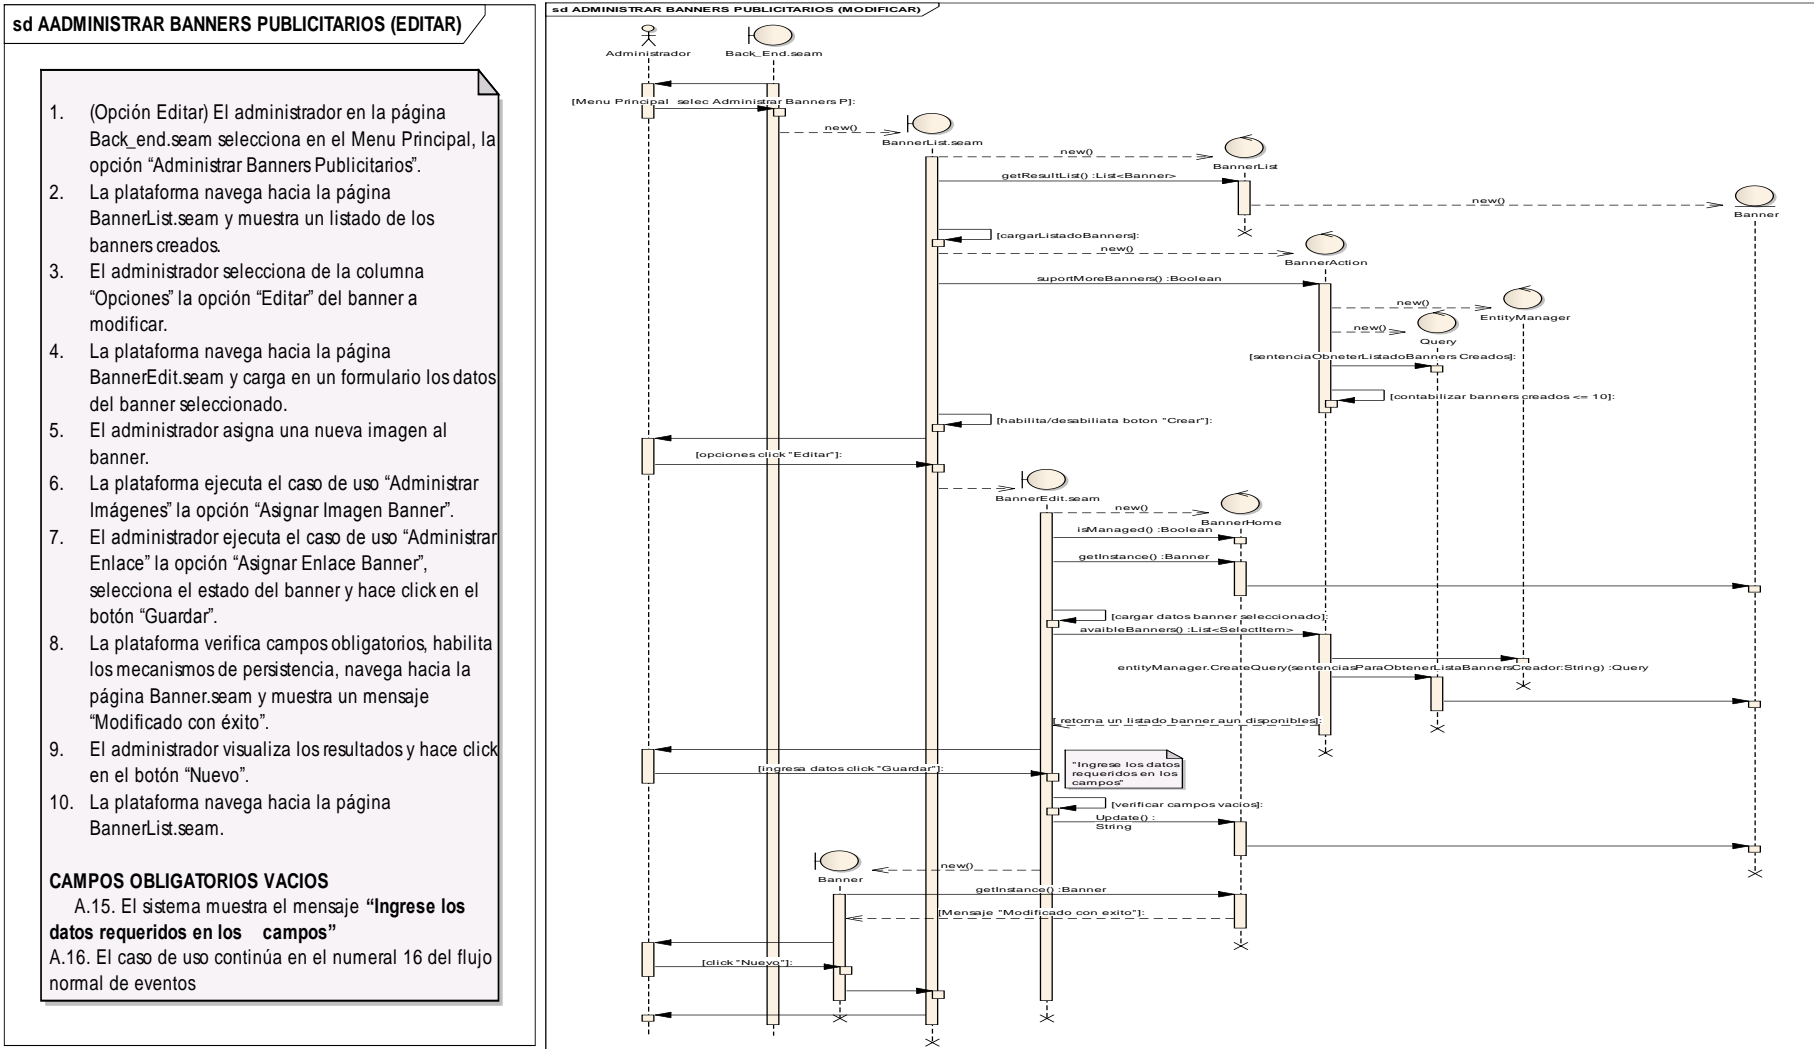 sd AADMINISTRAR BANNERS PUBLICITARIOS (EDITAR)
1. (Opción Editar) El administrador en la página
Back_end.seam selecciona en el Menu Principal, la
opción “Administrar Banners Publicitarios”.
2. La plataforma navega hacia la página
BannerList.seam y muestra un listado de los
banners creados.
3. El administrador selecciona de la columna
“Opciones” la opción “Editar” del banner a
modificar.
4. La plataforma navega hacia la página
BannerEdit.seam y carga en un formulario los datos
del banner seleccionado.
5. El administrador asigna una nueva imagen al
banner.
6. La plataforma ejecuta el caso de uso “Administrar
Imágenes” la opción “Asignar Imagen Banner”.
7. El administrador ejecuta el caso de uso “Administrar
Enlace” la opción “Asignar Enlace Banner”,
selecciona el estado del banner y hace click en el
botón “Guardar”.
8. La plataforma verifica campos obligatorios, habilita
los mecanismos de persistencia, navega hacia la
página Banner.seam y muestra un mensaje
“Modificado con éxito”.
9. El administrador visualiza los resultados y hace click
en el botón “Nuevo”.
10. La plataforma navega hacia la página
BannerList.seam.
CAMPOS OBLIGATORIOS VACIOS
A.15. El sistema muestra el mensaje “Ingrese los
datos requeridos en los campos”
A.16. El caso de uso continúa en el numeral 16 del flujo
normal de eventos
sd ADMINISTRAR BANNERS PUBLICITARIOS (MODIFICAR)
Administrador
Back_End.seam
[Menu Principal selec Administrar Banners P]:
new()
BannerList.seam
new()
BannerList
getResultList() :List<Banner>
new()
Banner
[cargarListadoBanners]:
new()
BannerAction
suportMoreBanners() :Boolean
new()
EntityManager
new()
Query
[sentenciaObneterListadoBanners Creados]:
[contabilizar banners creados <= 10]:
[habilita/desabiliata boton "Crear"]:
[opciones click "Editar"]:
BannerEdit.seam
new()
BannerHome
isManaged() :Boolean
getInstance() :Banner
[cargar datos banner seleccionado]:
avaibleBanners() :List<SelectItem>
entityManager.CreateQuery(sentenciasParaObtenerListaBannersCreador:String) :Query
[ retorna un listado banner aun disponibles]:
[ingresa datos click "Guardar"]:
"Ingrese los datos
requeridos en los
campos"
[verificar campos vacios]:
Update() :
String
new()
Banner
getInstance() :Banner
[Mensaje "Modificado con exito"]:
[click "Nuevo"]: